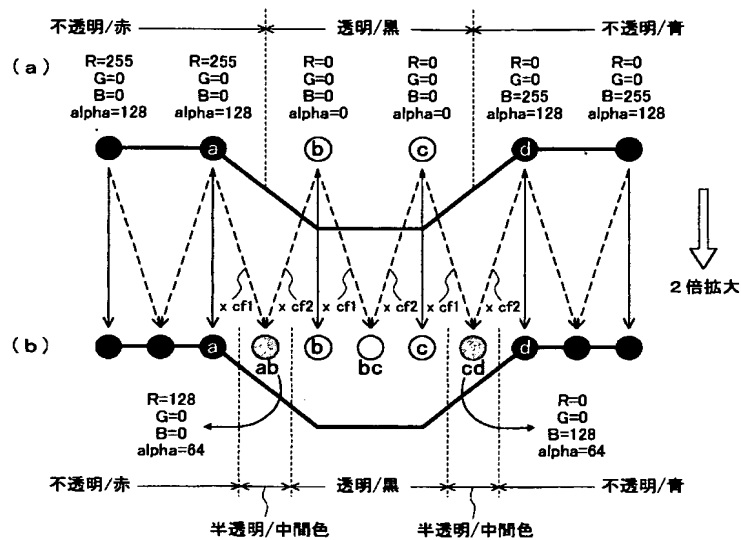 不透明/赤 透明/黒 不透明/青
(a)
R=255 R=255 R=0 R=0 R=0 R=0
G=0 G=0 G=0 G=0 G=0 G=0
B=0 B=0 B=0 B=0 B=255 B=255
alpha=128 alpha=128 alpha=0 alpha=0 alpha=128 alpha=128
a b c d
2倍拡大
x cf1 x cf2 x cf1 x cf2 x cf1 x cf2
(b)
a b c d
ab bc cd
R=128 R=0
G=0 G=0
B=0 B=128
alpha=64 alpha=64
不透明/赤 透明/黒 不透明/青
半透明/中間色 半透明/中間色